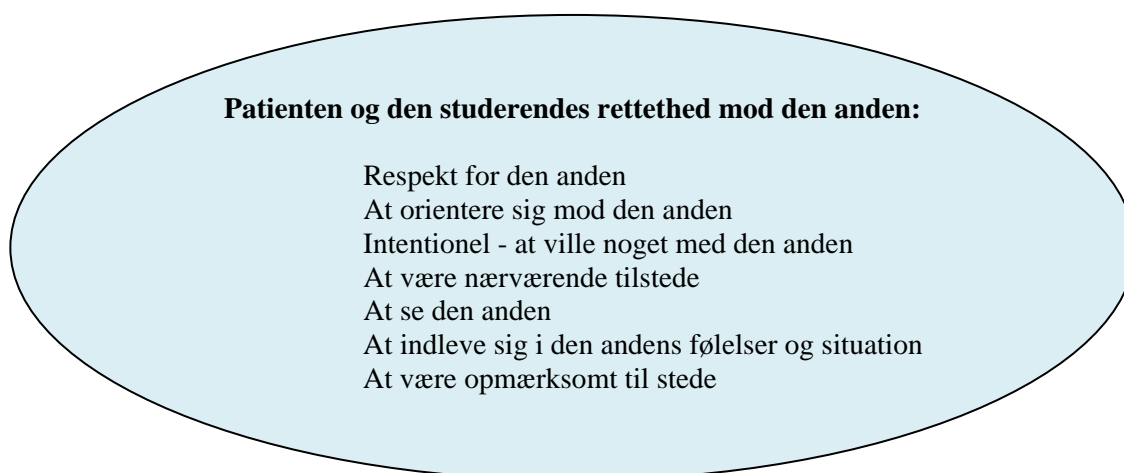 Patienten og den studerendes rettethed mod den anden:
Respekt for den anden
At orientere sig mod den anden
Intentionel - at ville noget med den anden
At være nærværende tilstede
At se den anden
At indleve sig i den andens følelser og situation
At være opmærksomt til stede